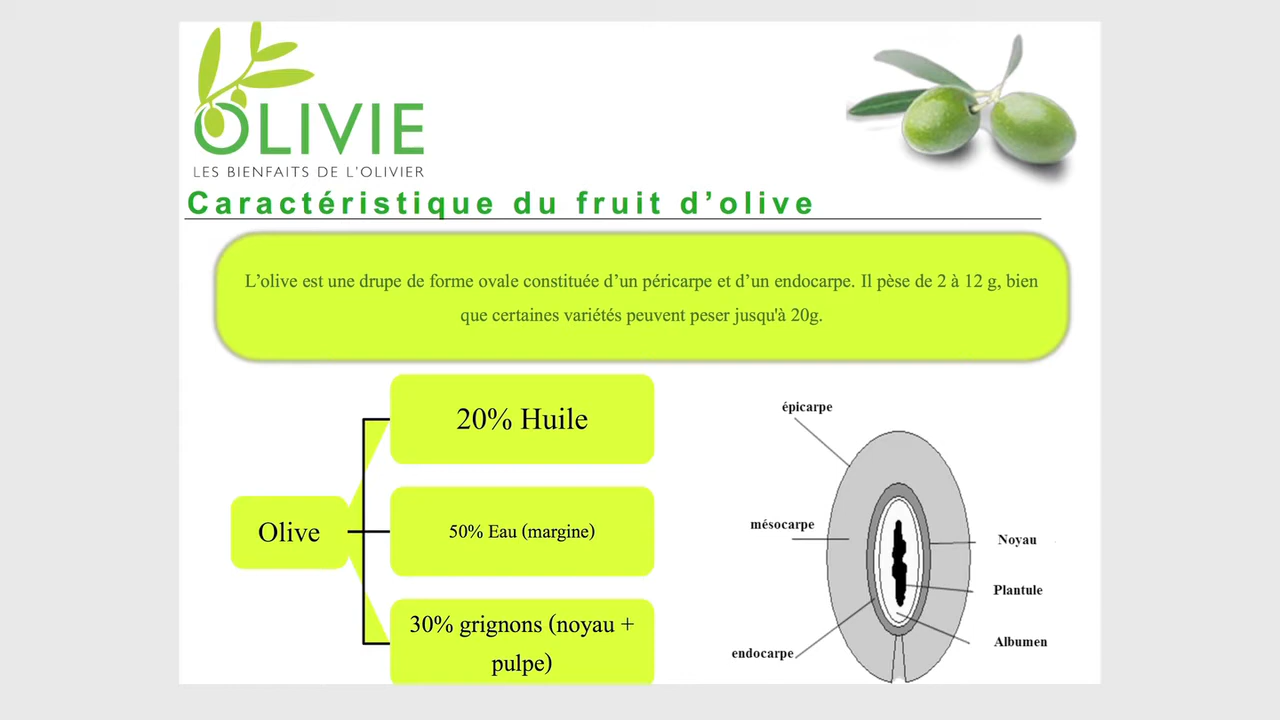 OLIVIE
LES BIENFAITS DE L'OLIVIER
Caractéristique du fruit d’olive
L’olive est une drupe de forme ovale constituée d’un péricarpe et d’un endocarpe. Il pèse de 2 à 12 g, bien
que certaines variétés peuvent peser jusqu'à 20g.
20% Huile
Olive
50% Eau (margine)
30% grignons (noyau +
pulpe)
épicarpe
mésocarpe
Noyau
Plantule
Albumen
endocarpe